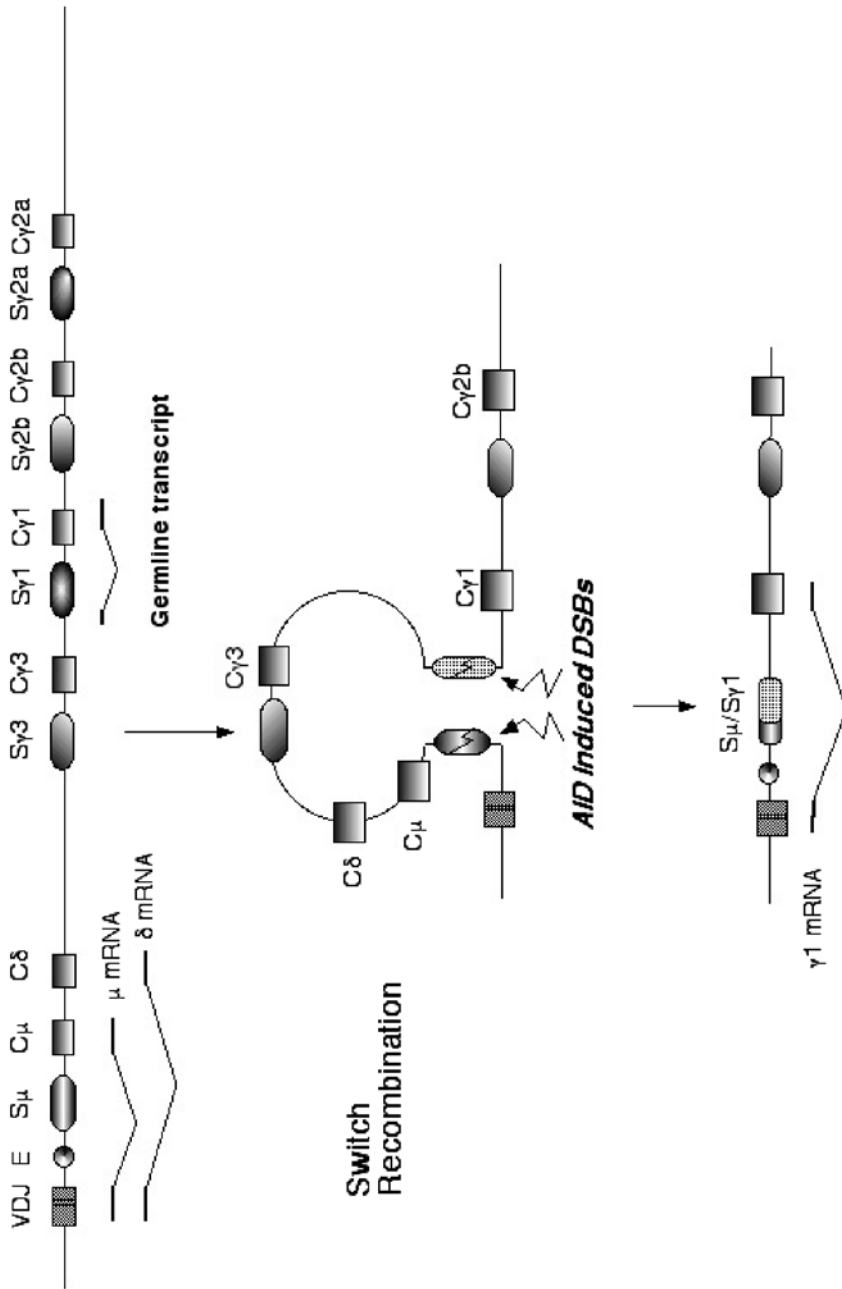 VDJ E Sμ Cμ Cδ Sγ3 Cγ3 Sγ1 Cγ1 Sγ2b Cγ2b Sγ2a Cγ2a
μ mRNA
δ mRNA
Germline transcript
Switch
Recombination
Cγ3
Cδ
Cμ
Cγ1
Cγ2b
AID Induced DSBs
Sμ/Sγ1
γ1 mRNA